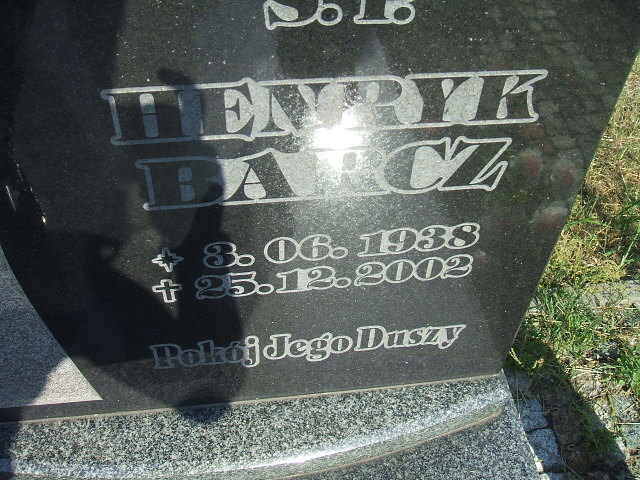 Ś.P.
HENRYK
BARCZ
3. 06. 1938
25.12.2002
Pokój Jego Duszy